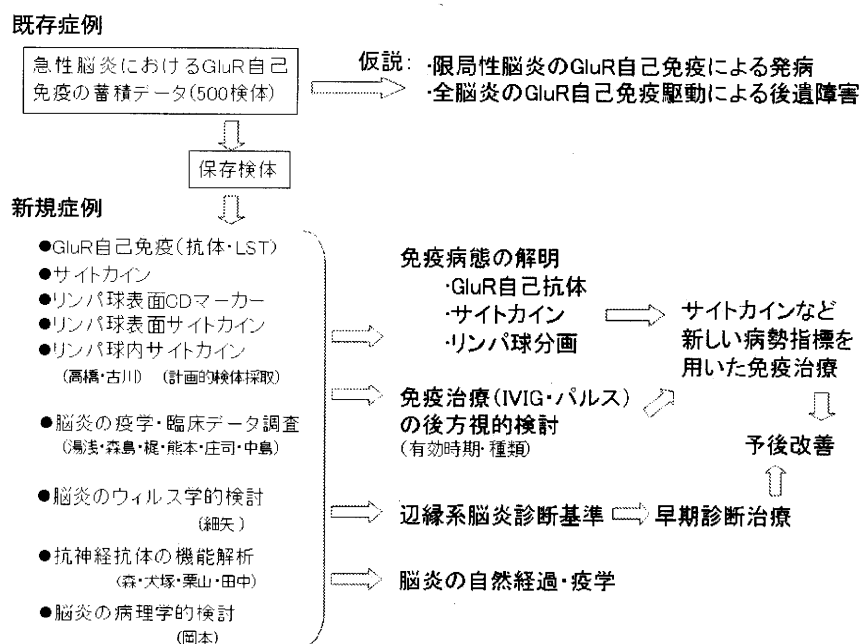 既存症例
急性脳炎におけるGluR自己
免疫の蓄積データ(500検体)
仮説:
・限局性脳炎のGluR自己免疫による発病
・全脳炎のGluR自己免疫駆動による後遺障害
保存検体
新規症例
●GluR自己免疫(抗体・LST)
●サイトカイン
●リンパ球表面CDマーカー
●リンパ球表面サイトカイン
●リンパ球内サイトカイン
(高橋・古川) (計画的検体採取)
●脳炎の疫学・臨床データ調査
(湯浅・森島・梶・熊本・庄司・中島)
●脳炎のウィルス学的検討
(細矢)
●抗神経抗体の機能解析
(森・犬塚・栗山・田中)
●脳炎の病理学的検討
(岡本)
免疫病態の解明
・GluR自己抗体
・サイトカイン
・リンパ球分画
免疫治療(IVIG・パルス)
の後方視的検討
(有効時期・種類)
辺縁系脳炎診断基準
脳炎の自然経過・疫学
サイトカインなど
新しい病勢指標を
用いた免疫治療
予後改善
早期診断治療